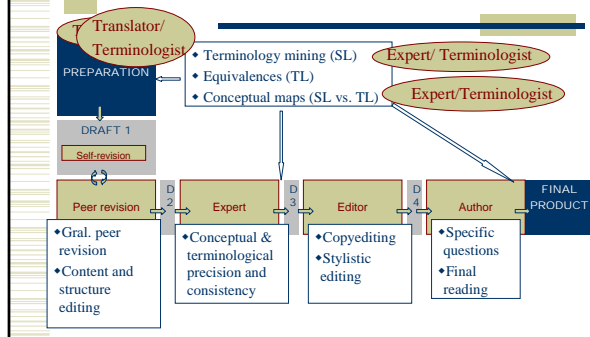 T
Translator/
Terminologist
PREPARATION
◆ Terminology mining (SL)
◆ Equivalences (TL)
◆ Conceptual maps (SL vs. TL)
Expert/ Terminologist
Expert/Terminologist
DRAFT 1
Self-revision
Peer revision
D
2
Expert
D
3
Editor
D
4
Author
FINAL
PRODUCT
◆Gral. peer
revision
◆Content and
structure
editing
◆Conceptual &
terminological
precision and
consistency
◆Copyediting
◆Stylistic
editing
◆Specific
questions
◆Final
reading